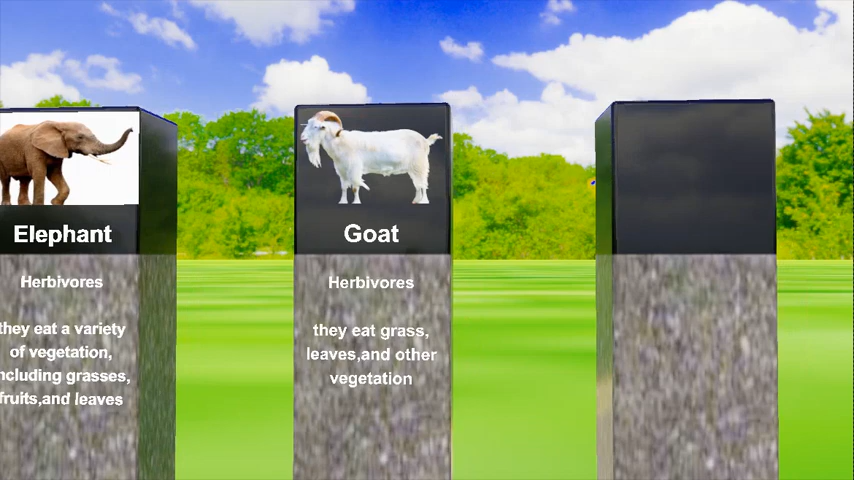 Elephant
Herbivores
they eat a variety
of vegetation,
ncluding grasses,
fruits,and leaves
Goat
Herbivores
they eat grass,
leaves,and other
vegetation